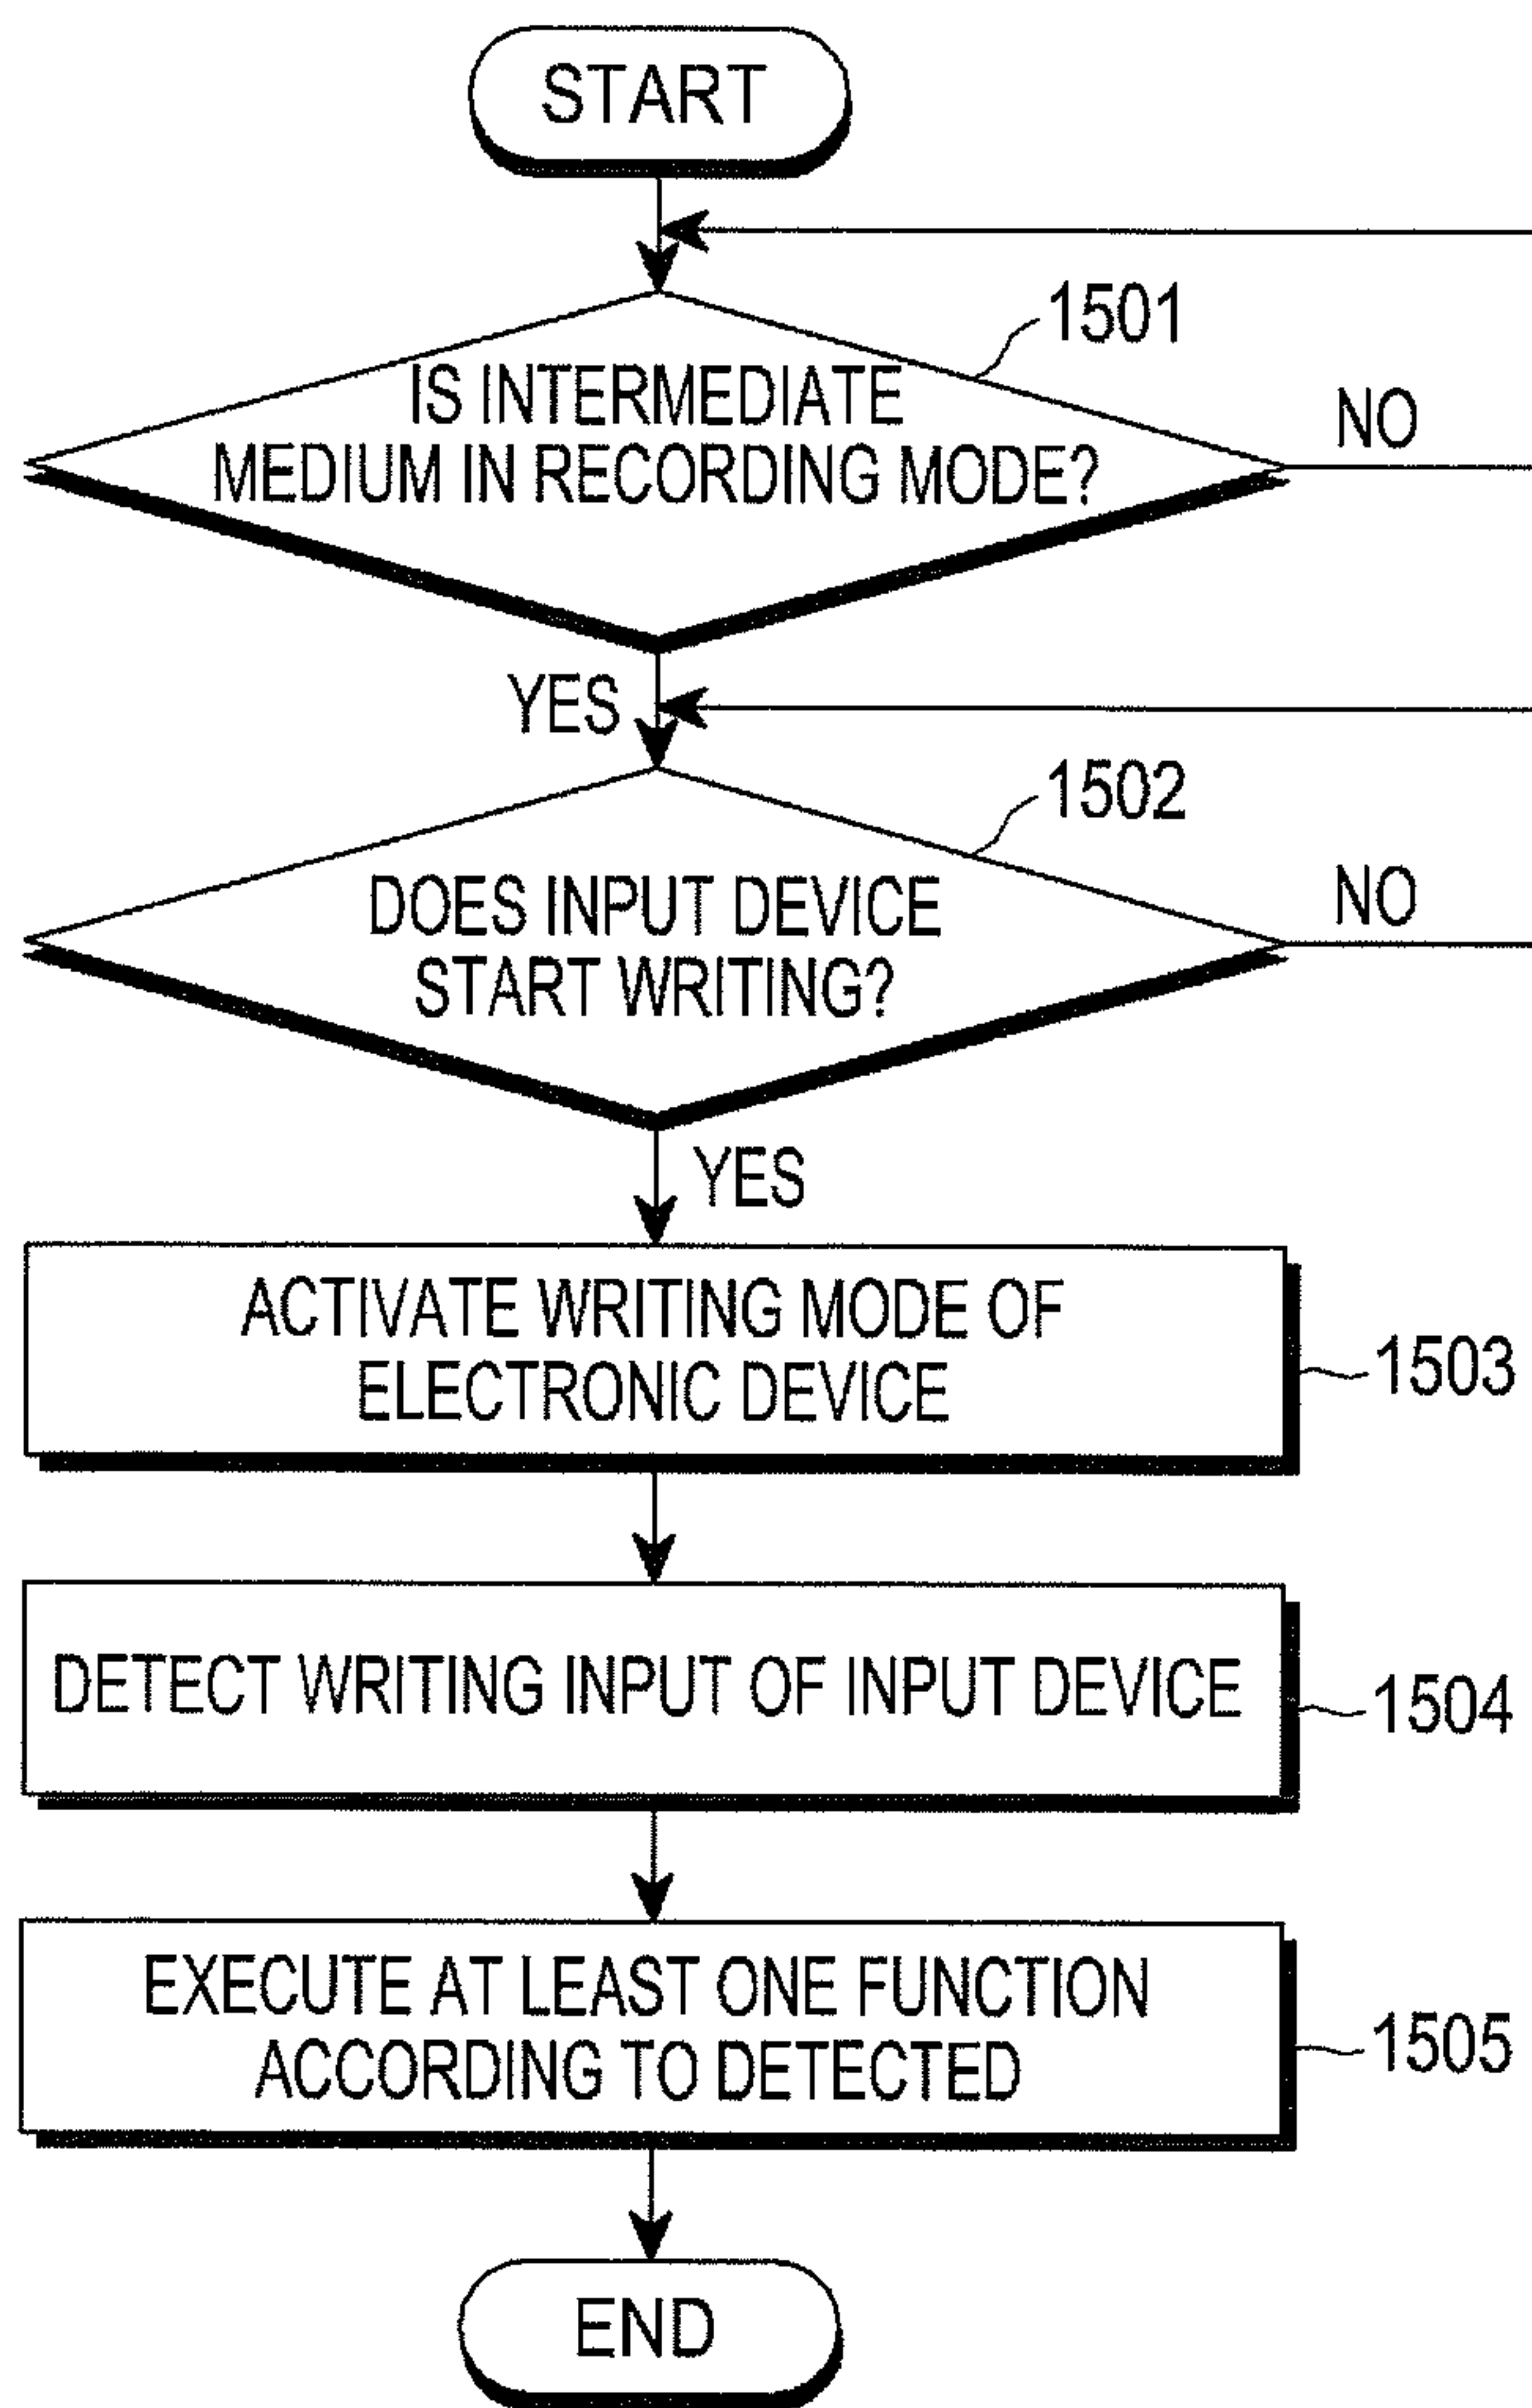 START
1501
IS INTERMEDIATE
MEDIUM IN RECORDING MODE?
NO
YES
1502
DOES INPUT DEVICE
START WRITING?
NO
YES
ACTIVATE WRITING MODE OF
ELECTRONIC DEVICE
1503
DETECT WRITING INPUT OF INPUT DEVICE
1504
EXECUTE AT LEAST ONE FUNCTION
ACCORDING TO DETECTED
1505
END